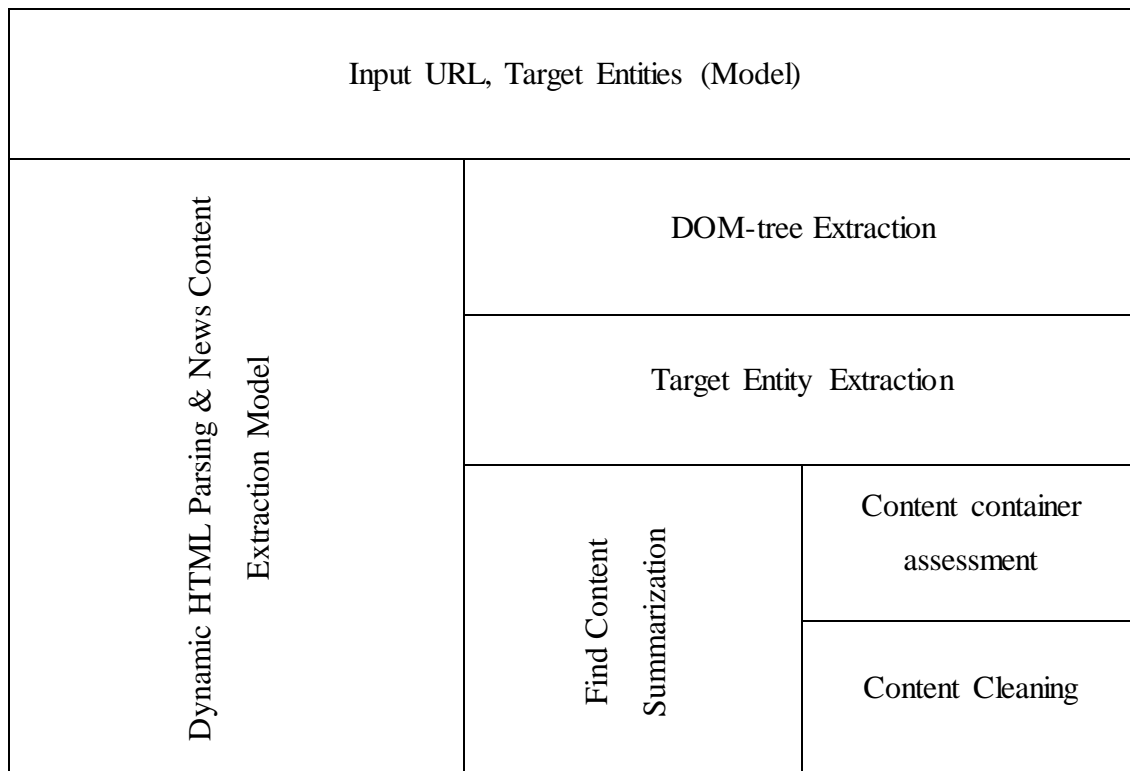 Input URL, Target Entities (Model)
Dynamic HTML Parsing & News Content
Extraction Model
DOM-tree Extraction
Target Entity Extraction
Find Content
Summarization
Content container
assessment
Content Cleaning